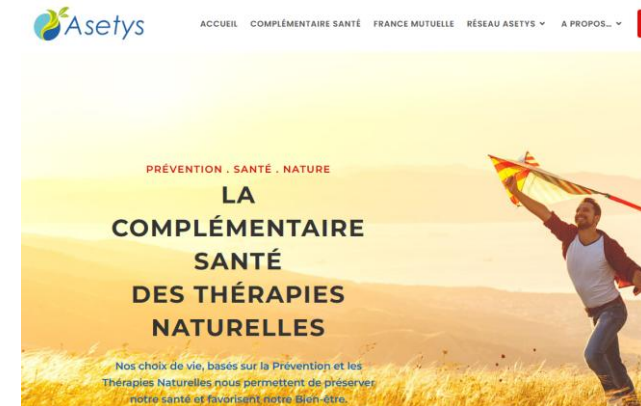 Asetys
ACCUEIL COMPLÉMENTAIRE SANTÉ FRANCE MUTUELLE RÉSEAU ASETYS A PROPOS...
PRÉVENTION . SANTÉ . NATURE
LA
COMPLÉMENTAIRE
SANTÉ
DES THÉRAPIES
NATURELLES
Nos choix de vie, basés sur la Prévention et les
Thérapies Naturelles nous permettent de préserver
notre santé et favorisent notre Bien-être.